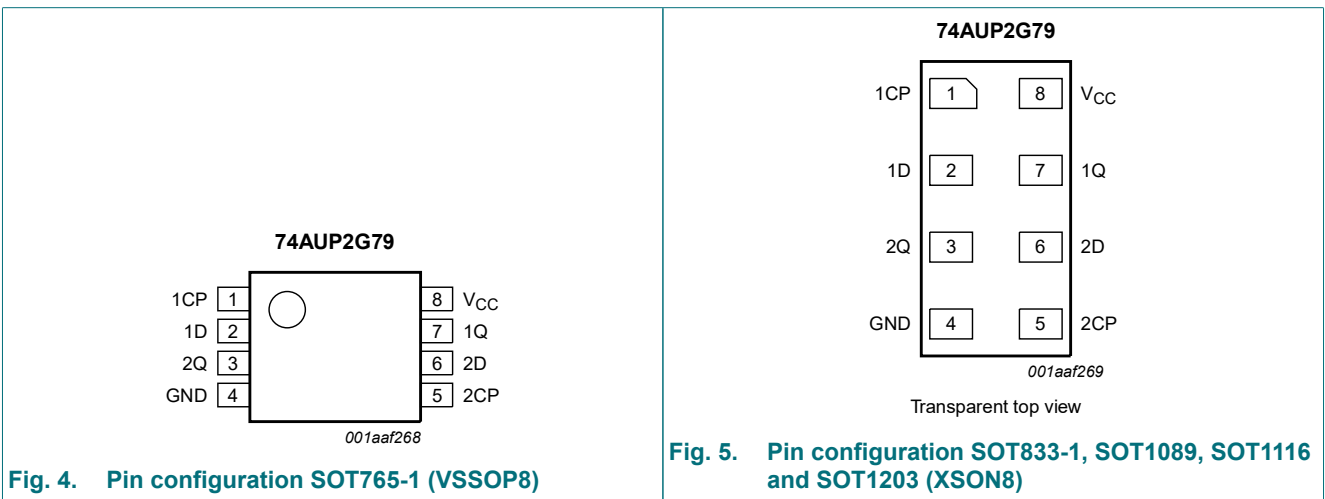 74AUP2G79
1CP 1 8 VCC
1D 2 7 1Q
2Q 3 6 2D
GND 4 5 2CP
001aaf268
Fig. 4. Pin configuration SOT765-1 (VSSOP8)
74AUP2G79
1CP 1 8 VCC
1D 2 7 1Q
2Q 3 6 2D
GND 4 5 2CP
001aaf269
Transparent top view
Fig. 5. Pin configuration SOT833-1, SOT1089, SOT1116
and SOT1203 (XSON8)